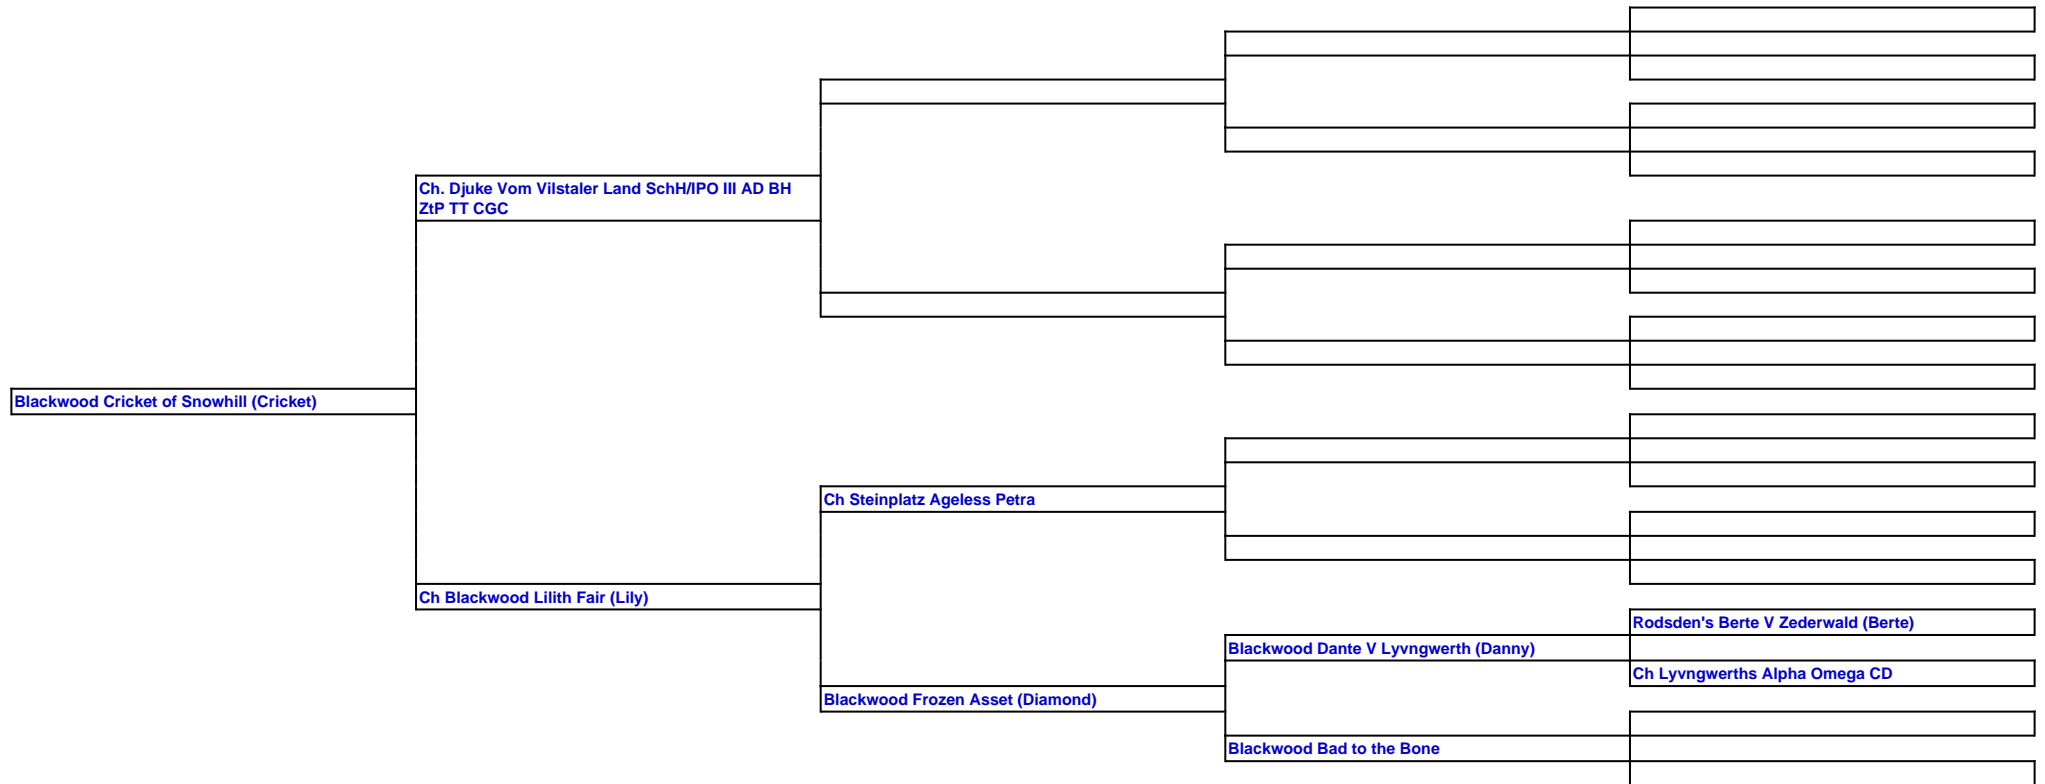 Ch. Djuke Vom Vilstaler Land SchH/IPO III AD BH
ZtP TT CGC
Blackwood Cricket of Snowhill (Cricket)
Ch Steinplatz Ageless Petra
Ch Blackwood Lilith Fair (Lily)
Rodsden's Berte V Zederwald (Berte)
Blackwood Dante V Lyvngwerth (Danny)
Ch Lyvngwerths Alpha Omega CD
Blackwood Frozen Asset (Diamond)
Blackwood Bad to the Bone